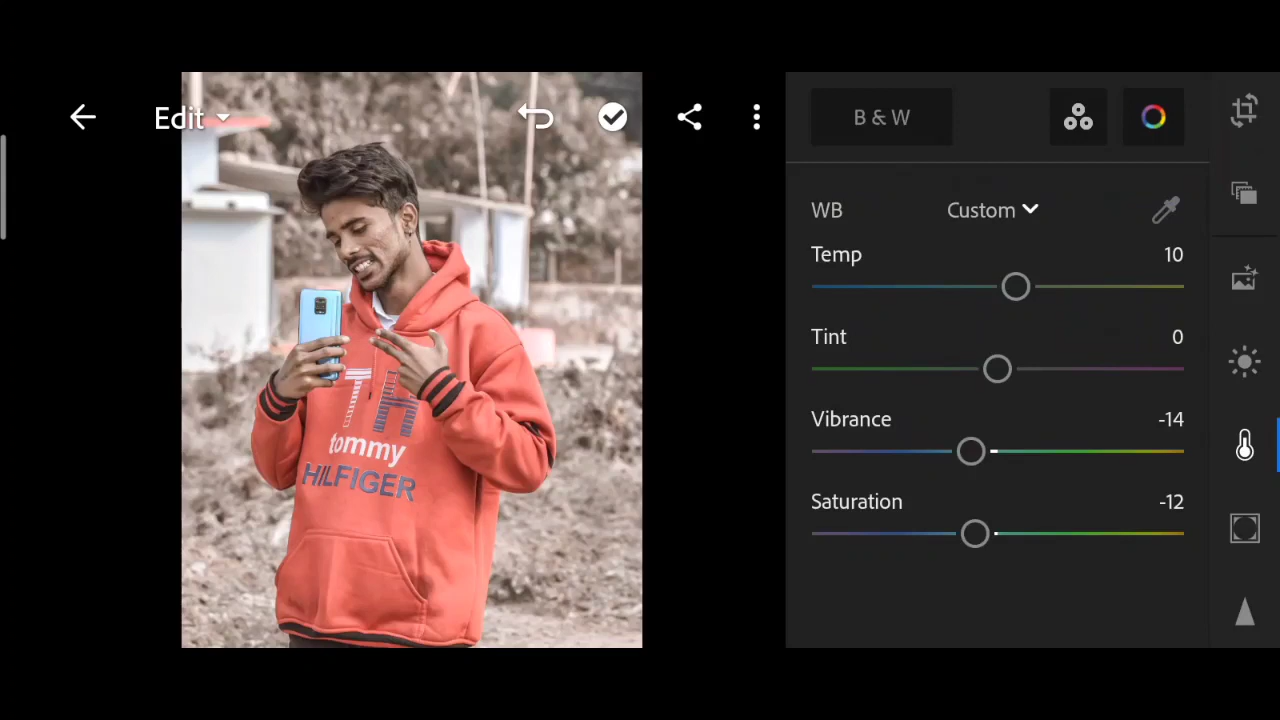 Edit
B & W
WB
Custom
Temp
10
Tint
0
Vibrance
-14
Saturation
-12
TH
tommy
HILFIGER